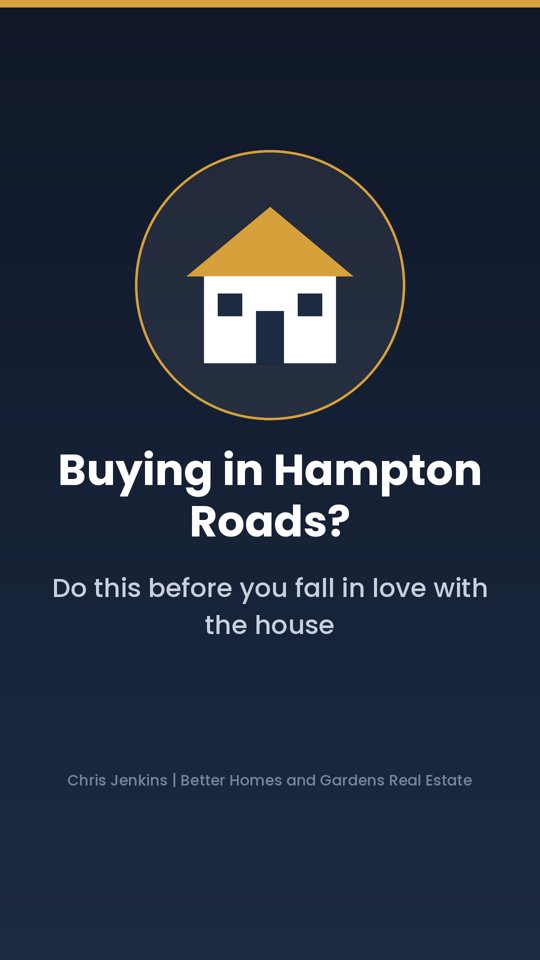 Buying in Hampton
Roads?
Do this before you fall in love with
the house
Chris Jenkins | Better Homes and Gardens Real Estate